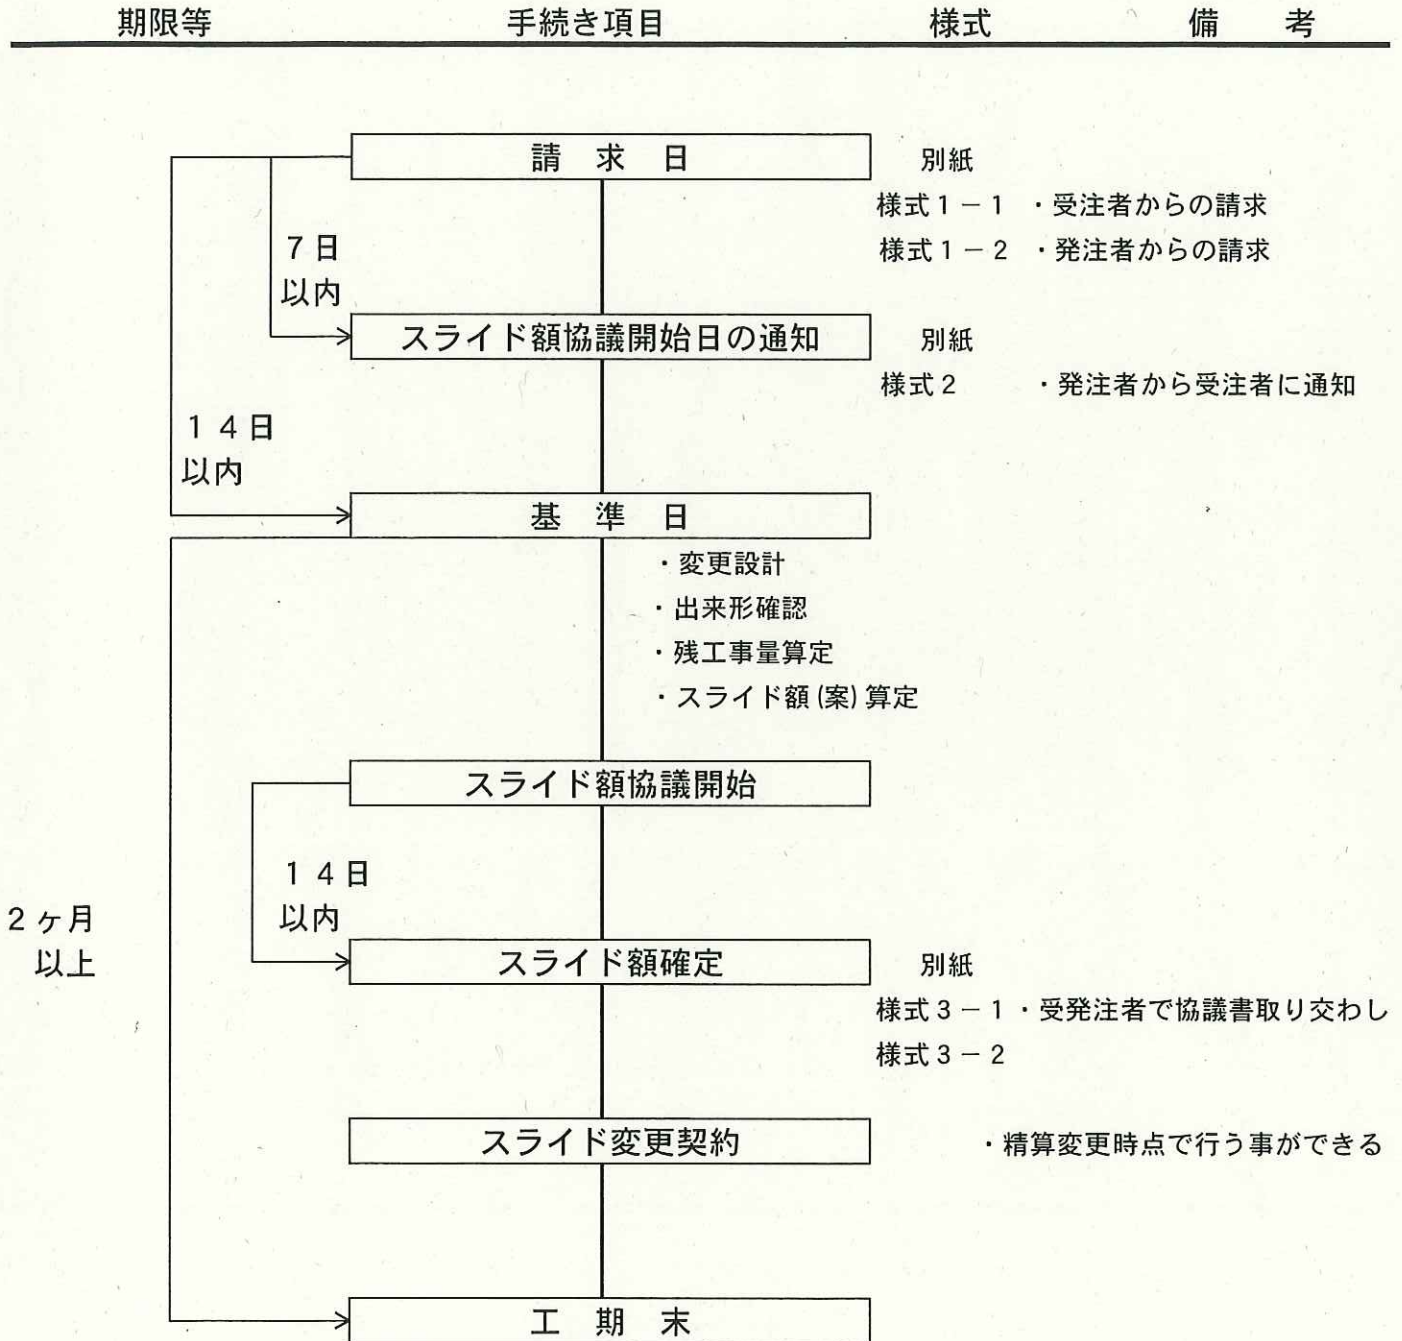 期限等 手続き項目 様式 備 考
請 求 日 別紙
様式1-1 ・受注者からの請求
7日 様式1-2 ・発注者からの請求
以内
スライド額協議開始日の通知 別紙
様式2 ・発注者から受注者に通知
14日
以内
基 準 日
・変更設計
・出来形確認
・残工事量算定
・スライド額(案)算定
スライド額協議開始
14日
以内
2ヶ月
以上
スライド額確定 別紙
様式3-1・受発注者で協議書取り交わし
様式3-2
スライド変更契約 ・精算変更時点で行う事ができる
工 期 末